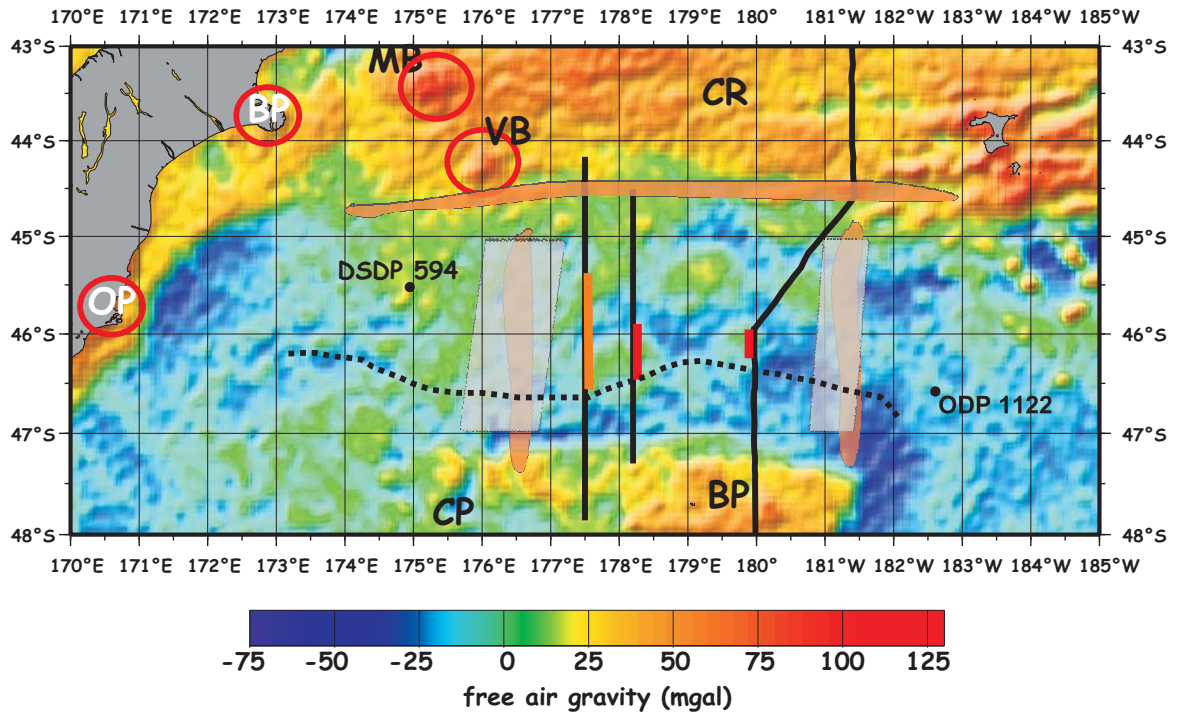 170°E 171°E 172°E 173°E 174°E 175°E 176°E 177°E 178°E 179°E 180° 181°W 182°W 183°W 184°W 185°W
43°S 43°S
MB
CR
BP
VB
44°S 44°S
45°S 45°S
DSDP 594
OP
46°S 46°S
ODP 1122
47°S 47°S
BP
CP
48°S 48°S
170°E 171°E 172°E 173°E 174°E 175°E 176°E 177°E 178°E 179°E 180°E 181°W 182°W 183°W 184°W 185°W
-75 -50 -25 0 25 50 75 100 125
free air gravity (mgal)